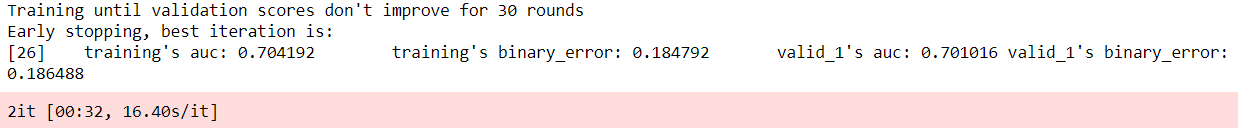 Training until validation scores don't improve for 30 rounds
Early stopping, best iteration is:
[26]    training's auc: 0.704192        training's binary_error: 0.184792       valid_1's auc: 0.701016 valid_1's binary_error:
0.186488
2it [00:32, 16.40s/it]